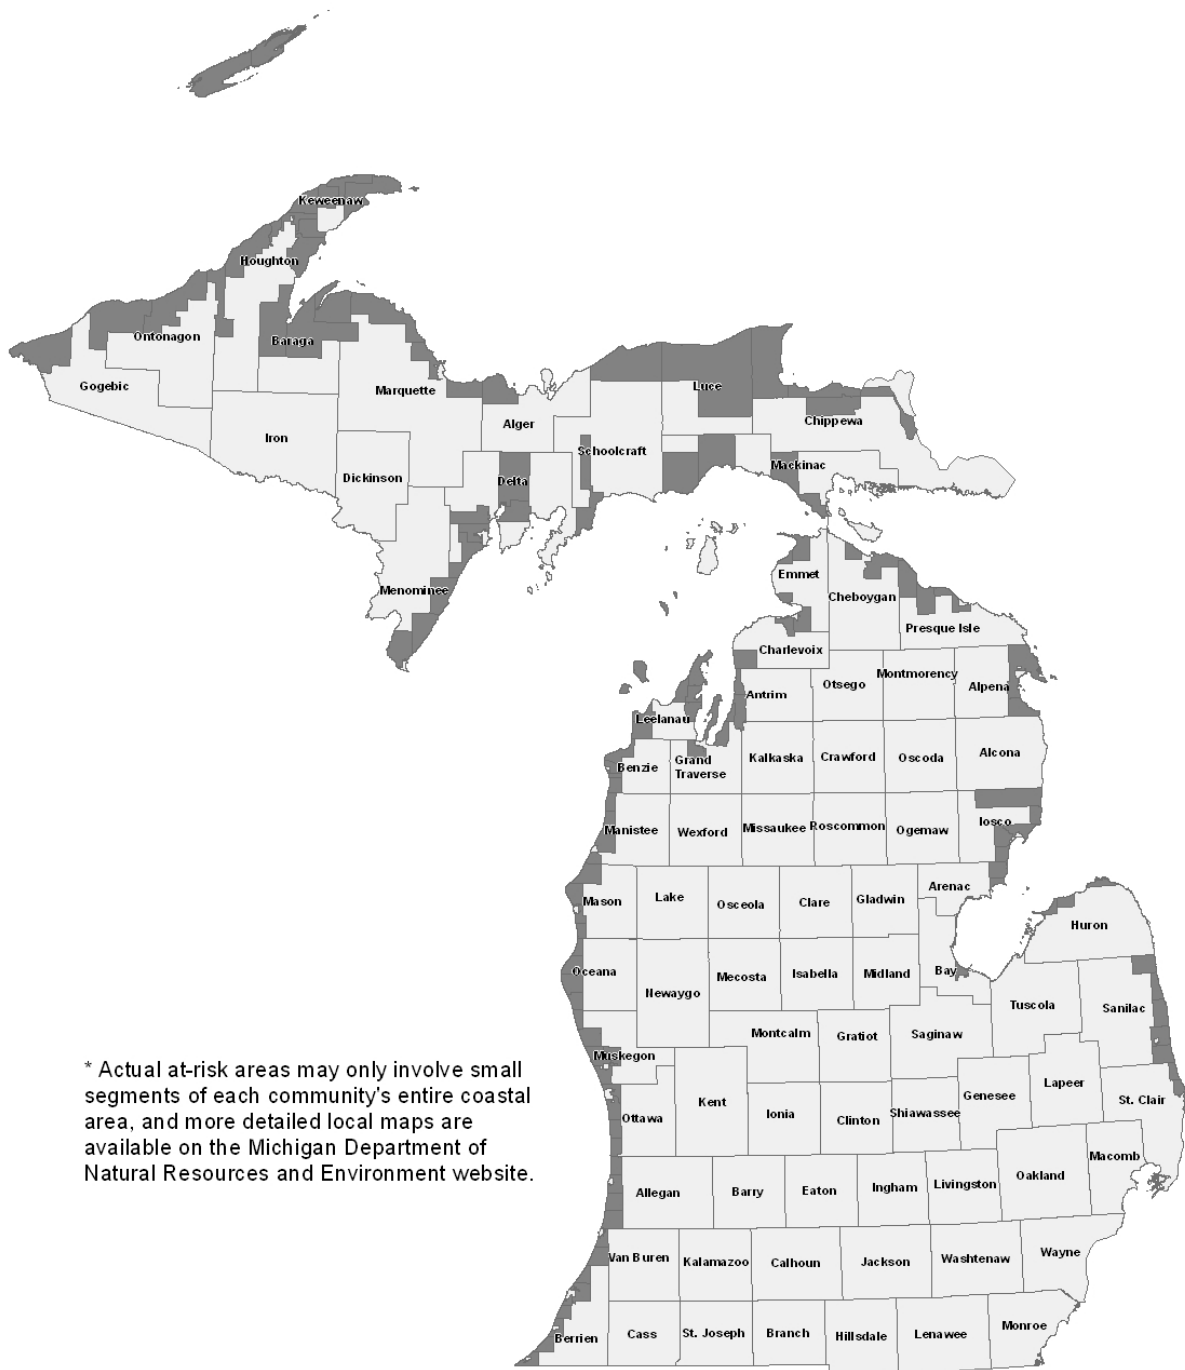 Keweenaw
Houghton
Ontonagon
Baraga
Gogebic
Marquette
Luce
Alger
Chippewa
Iron
Schoolcraft
Dickinson
Delta
Mackinac
Menominee
Emmet
Cheboygan
Presque Isle
Charlevoix
Antrim
Otsego
Montmorency
Alpena
Leelanau
Benzie
Grand
Traverse
Kalkaska
Crawford
Oscoda
Alcona
Manistee
Wexford
Missaukee
Roscommon
Ogemaw
Iosco
Mason
Lake
Osceola
Clare
Gladwin
Arenac
Huron
Oceana
Newaygo
Mecosta
Isabella
Midland
Bay
Tuscola
Sanilac
Montcalm
Gratiot
Saginaw
Muskegon
Ottawa
Kent
Ionia
Clinton
Shiawassee
Genesee
Lapeer
St. Clair
* Actual at-risk areas may only involve small
segments of each community's entire coastal
area, and more detailed local maps are
available on the Michigan Department of
Natural Resources and Environment website.
Allegan
Barry
Eaton
Ingham
Livingston
Oakland
Macomb
Van Buren
Kalamazoo
Calhoun
Jackson
Washtenaw
Wayne
Berrien
Cass
St. Joseph
Branch
Hillsdale
Lenawee
Monroe